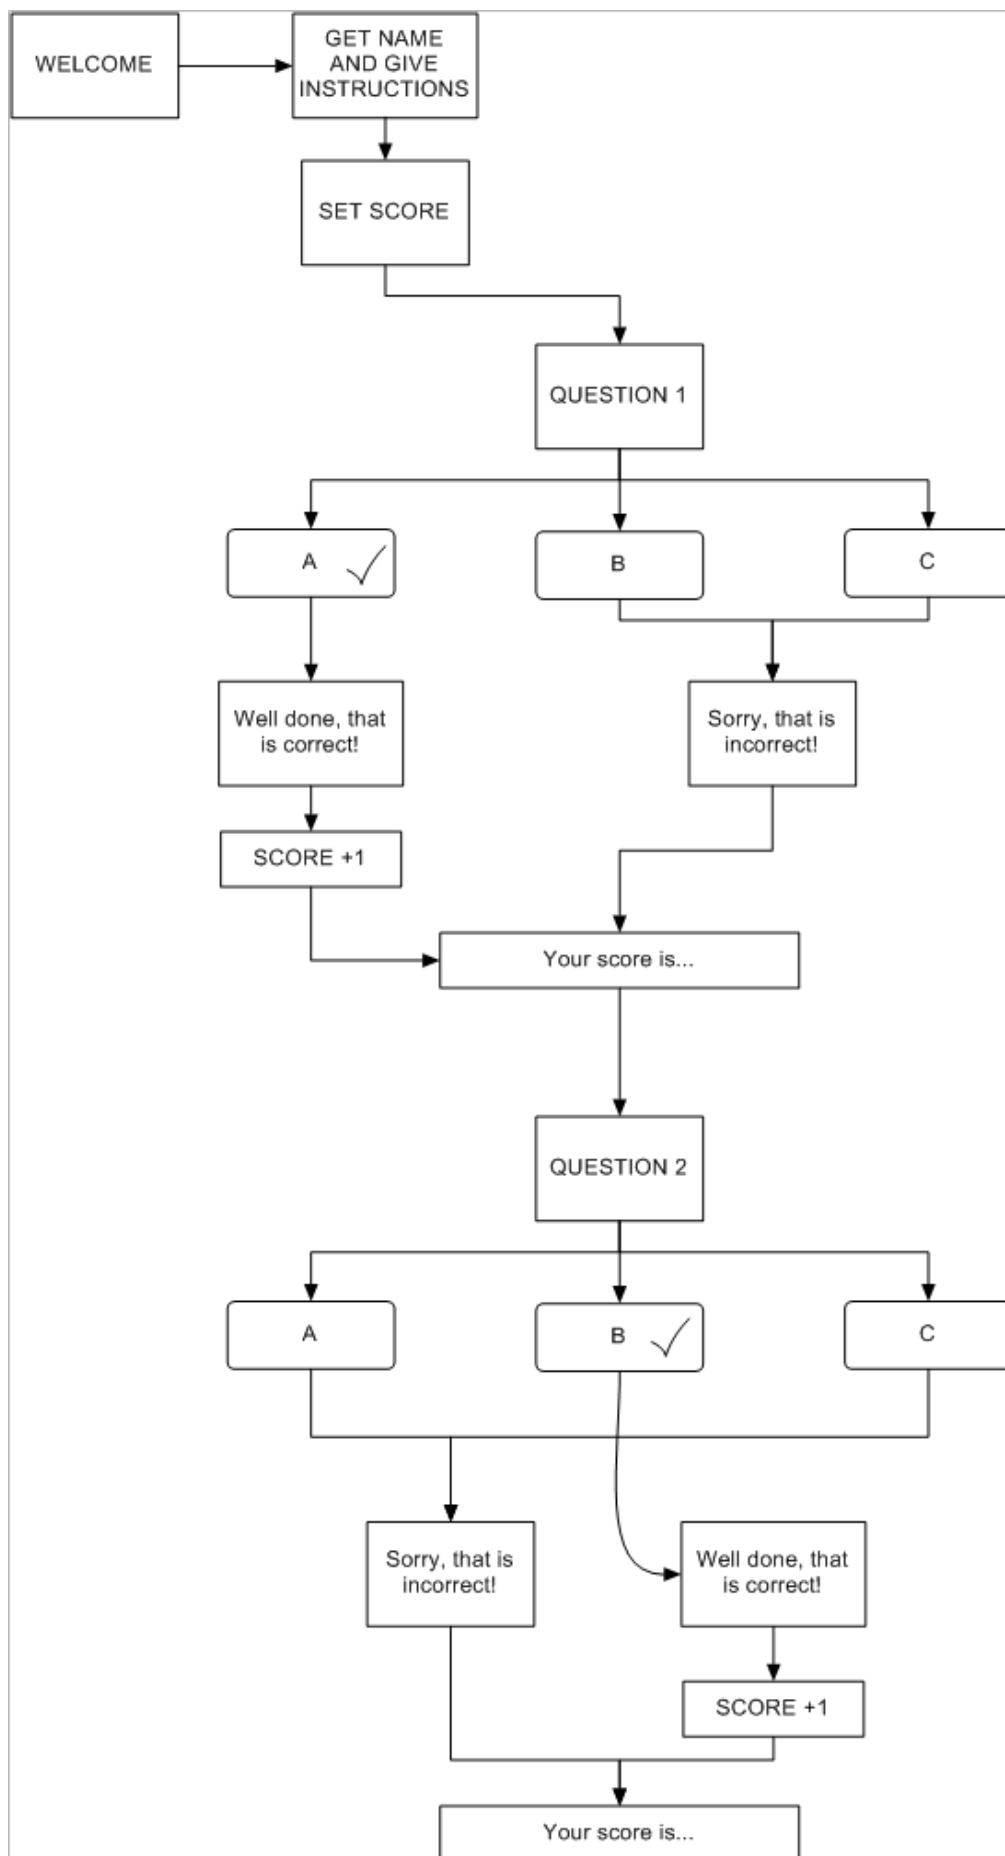 WELCOME
GET NAME
AND GIVE
INSTRUCTIONS
SET SCORE
QUESTION 1
A
B
C
Well done, that
is correct!
Sorry, that is
incorrect!
SCORE +1
Your score is...
QUESTION 2
A
B
C
Sorry, that is
incorrect!
Well done, that
is correct!
SCORE +1
Your score is...